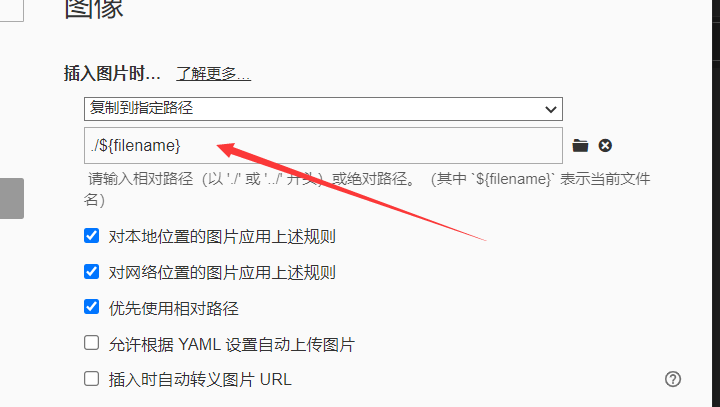 图像
插入图片时… 了解更多…
复制到指定路径
./${filename}
请输入相对路径（以 './' 或 '../' 开头）或绝对路径。（其中 `${filename}` 表示当前文件
名）
对本地位置的图片应用上述规则
对网络位置的图片应用上述规则
优先使用相对路径
允许根据 YAML 设置自动上传图片
插入时自动转义图片 URL